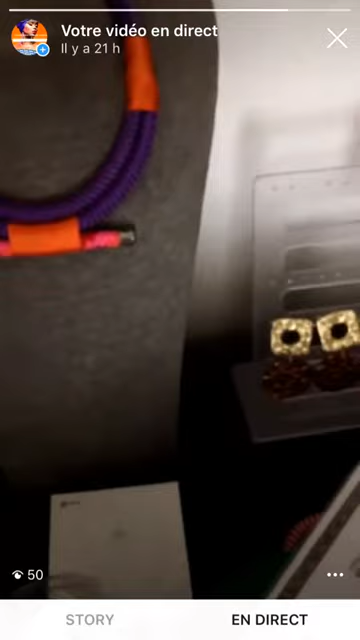 Votre vidéo en direct
Il y a 21 h
50
STORY
EN DIRECT